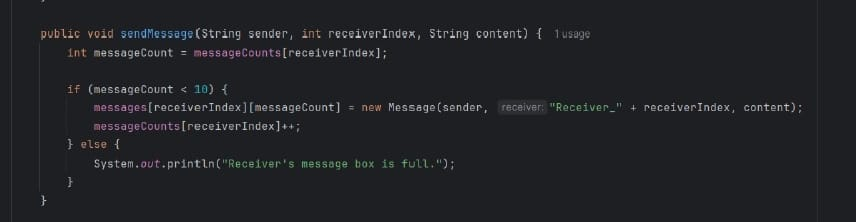 public void sendMessage(String sender, int receiverIndex, String content) { 1 usage
int messageCount = messageCounts[receiverIndex];
if (messageCount < 10) {
messages[receiverIndex][messageCount] = new Message(sender, receiver: "Receiver_" + receiverIndex, content);
messageCounts[receiverIndex]++;
} else {
System.out.println("Receiver's message box is full.");
}
}